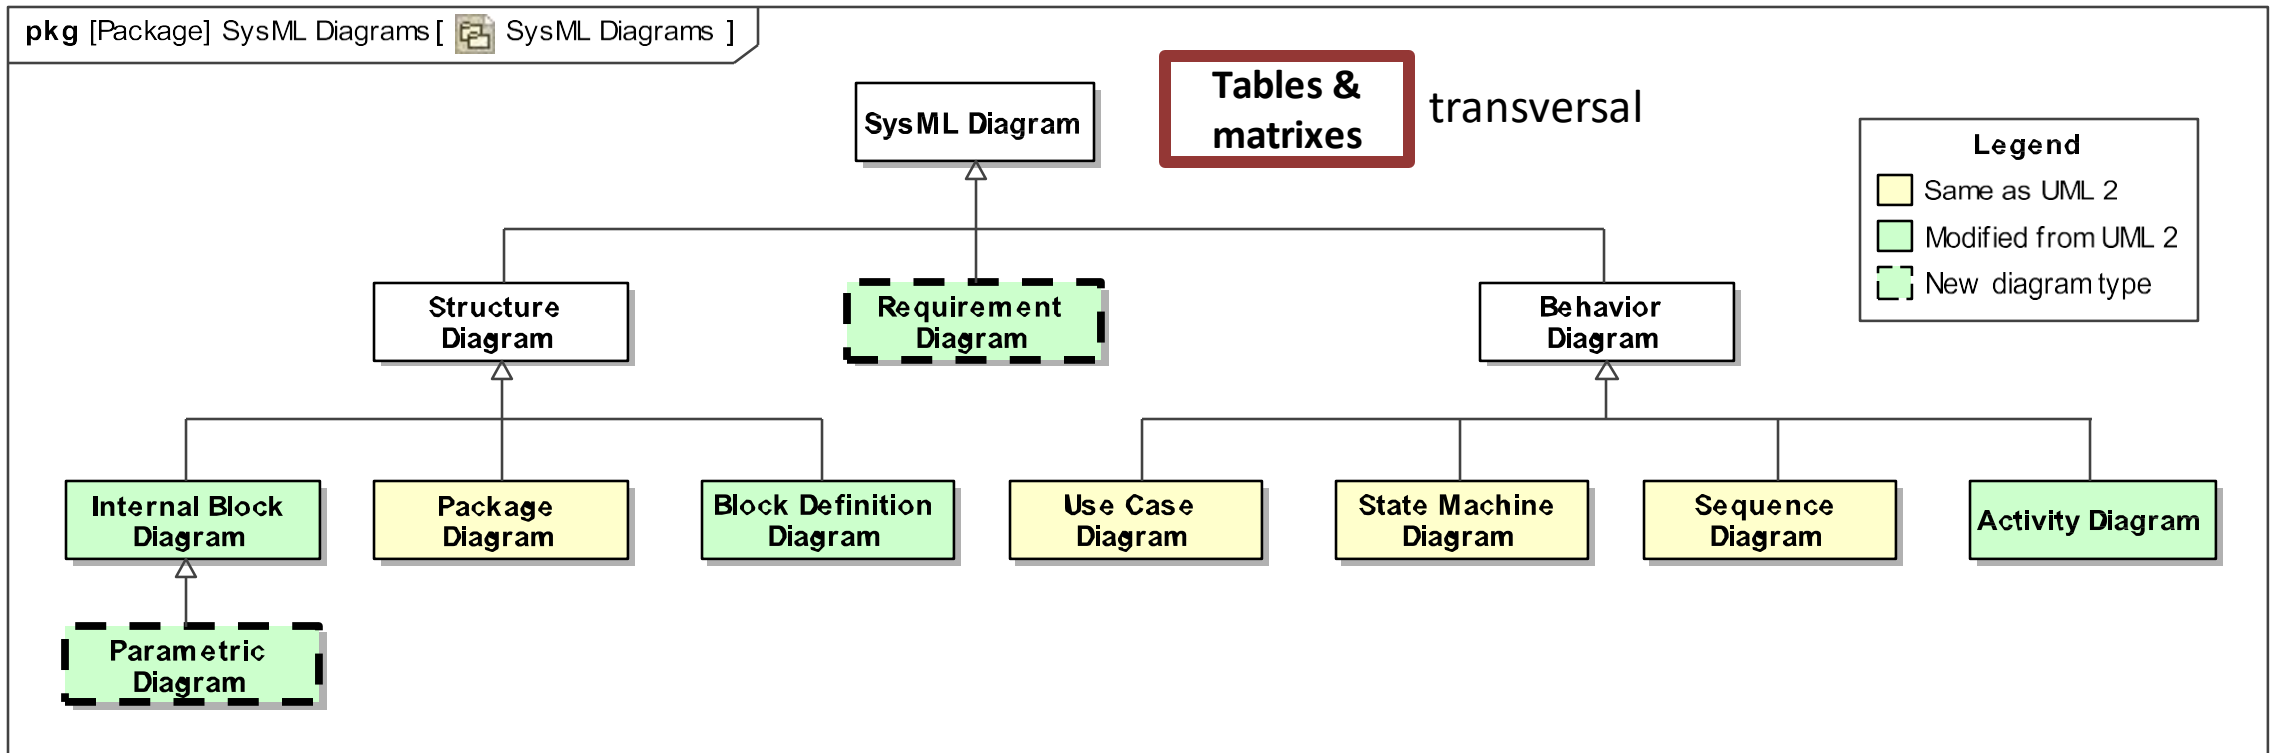 pkg [Package] SysML Diagrams [ SysML Diagrams ]
SysML Diagram
Tables &
matrixes
transversal
Legend
Same as UML 2
Modified from UML 2
New diagram type
Structure
Diagram
Requirement
Diagram
Behavior
Diagram
Internal Block
Diagram
Package
Diagram
Block Definition
Diagram
Use Case
Diagram
State Machine
Diagram
Sequence
Diagram
Activity Diagram
Parametric
Diagram